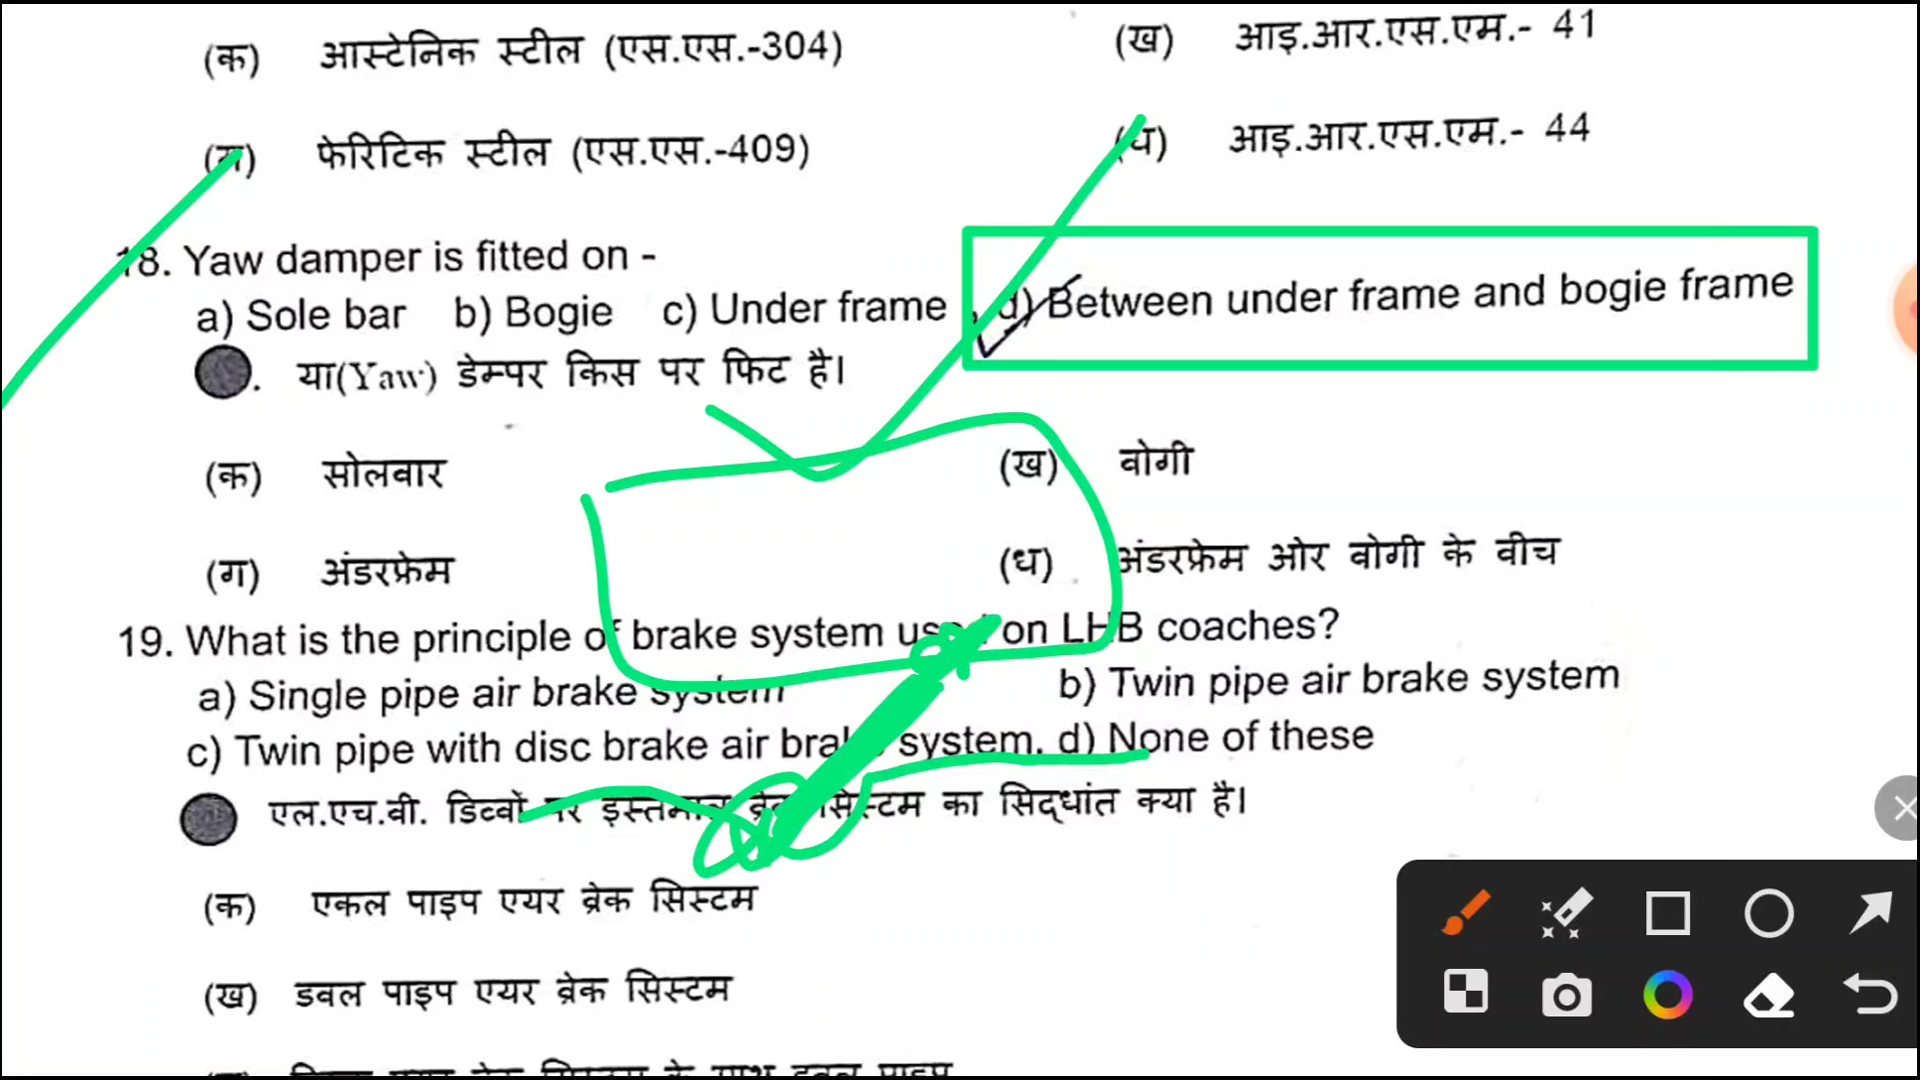 (क) आस्टेनिक स्टील (एस.एस.-304) (ख) आइ.आर.एस.एम.- 41
(ग) फेरिटिक स्टील (एस.एस.-409) (ध) आइ.आर.एस.एम.- 44
18. Yaw damper is fitted on -
a) Sole bar b) Bogie c) Under frame d) Between under frame and bogie frame
या(Yaw) डेम्पर किस पर फिट है।
(क) सोलवार (ख) वोगी
(ग) अंडरफ्रेम (ध) अंडरफ्रेम ओर वोगी के वीच
19. What is the principle of brake system used on LHB coaches?
a) Single pipe air brake system b) Twin pipe air brake system
c) Twin pipe with disc brake air brake system. d) None of these
एल.एच.वी. डिव्वों पर इस्तेमाल व्रेक सिस्टम का सिद्धांत क्या है।
(क) एकल पाइप एयर व्रेक सिस्टम
(ख) डवल पाइप एयर व्रेक सिस्टम